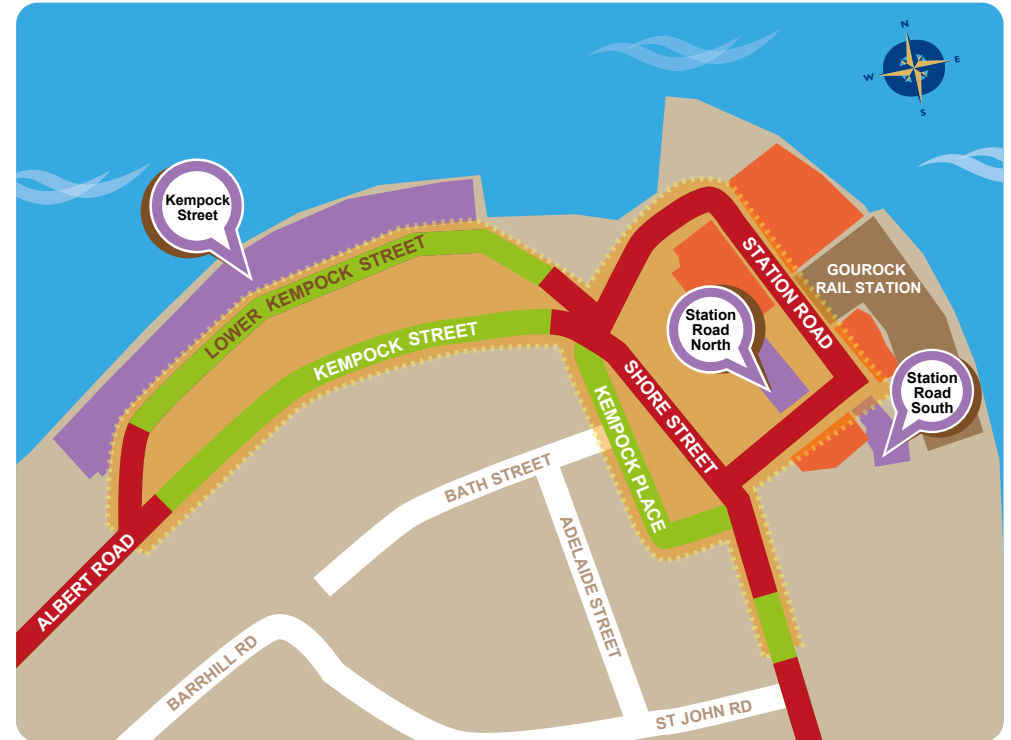 N
W
E
S
Kempock
Street
LOWER KEMPOCK STREET
KEMPOCK STREET
STATION ROAD
GOUROCK
RAIL STATION
Station
Road
North
Station
Road
South
SHORE STREET
KEMPOCK PLACE
BATH STREET
ADELAIDE STREET
ALBERT ROAD
BARRHILL RD
ST JOHN RD